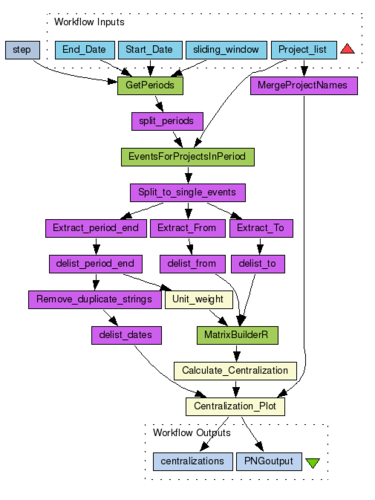 Workflow Inputs
step
End_Date
Start_Date
sliding_window
Project_list
GetPeriods
MergeProjectNames
split_periods
EventsForProjectsInPeriod
Split_to_single_events
Extract_period_end
Extract_From
Extract_To
delist_period_end
delist_from
delist_to
Remove_duplicate_strings
Unit_weight
delist_dates
MatrixBuilderR
Calculate_Centralization
Centralization_Plot
Workflow Outputs
centralizations
PNGoutput